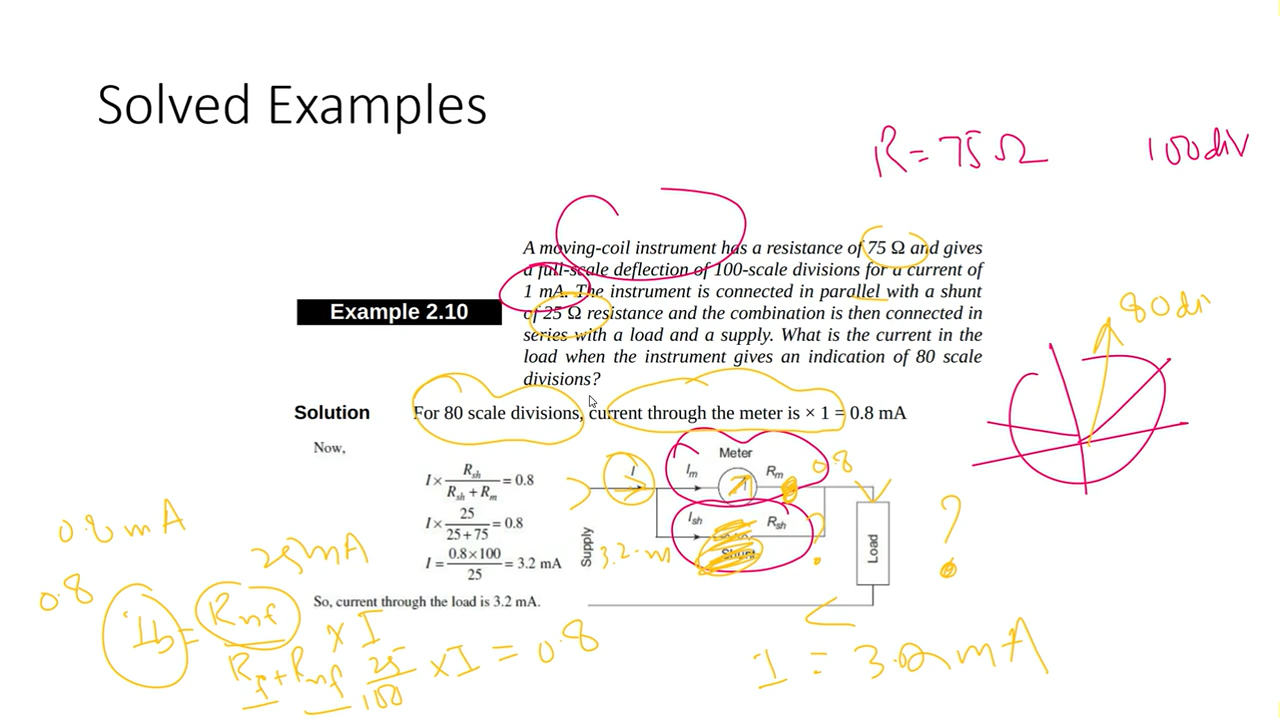 Solved Examples
R = 75 Ω
100 div
A moving-coil instrument has a resistance of 75 Ω and gives
a full-scale deflection of 100-scale divisions for a current of
1 mA. The instrument is connected in parallel with a shunt
of 25 Ω resistance and the combination is then connected in
series with a load and a supply. What is the current in the
load when the instrument gives an indication of 80 scale
divisions?
Example 2.10
80 di
Solution For 80 scale divisions, current through the meter is × 1 = 0.8 mA
Now,
I × Rsh / (Rsh + Rm) = 0.8
I × 25 / (25 + 75) = 0.8
I = 0.8 × 100 / 25 = 3.2 mA
So, current through the load is 3.2 mA.
Meter
I Im Rm 0.8
Ish Rsh ?
Shunt
Supply
3.2 m
Load
?
0.8 mA
25 mA
0.8
Ib = Rnf / (Rf + Rnf) × I
25 / 100 × I = 0.8
I = 3.2 mA